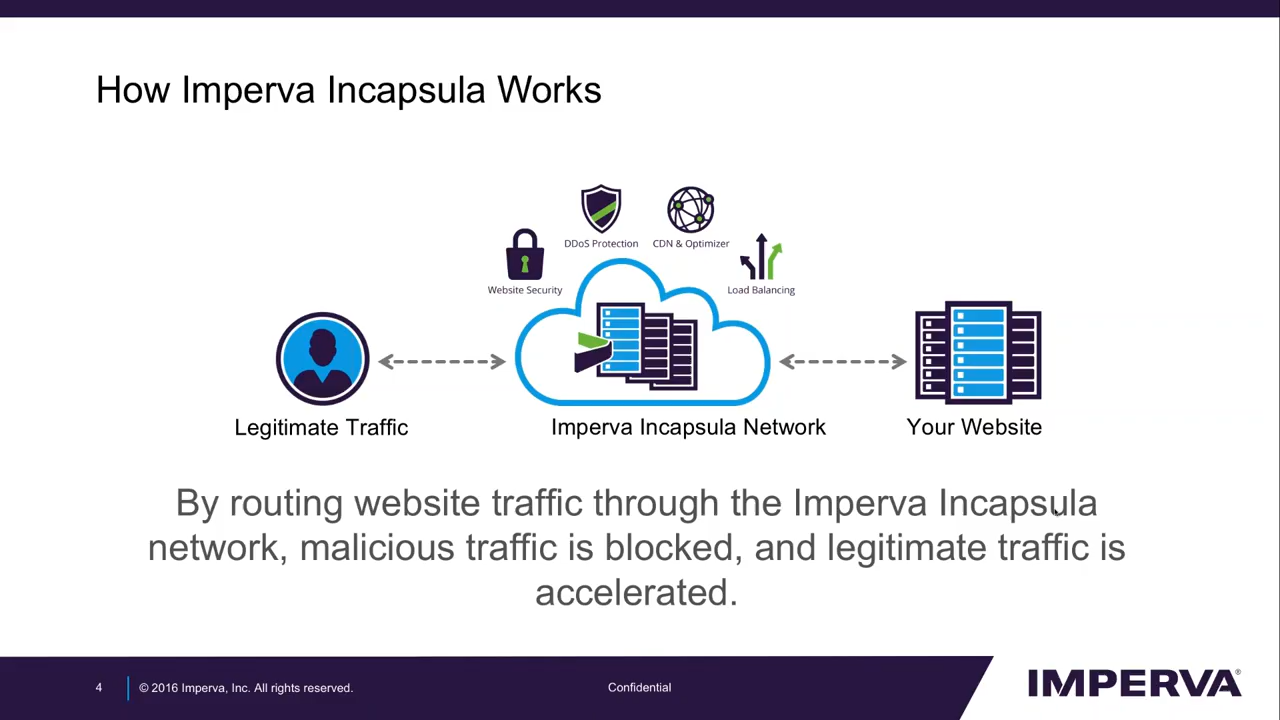 How Imperva Incapsula Works
DDoS Protection
CDN & Optimizer
Website Security
Load Balancing
Legitimate Traffic
Imperva Incapsula Network
Your Website
By routing website traffic through the Imperva Incapsula
network, malicious traffic is blocked, and legitimate traffic is
accelerated.
4
© 2016 Imperva, Inc. All rights reserved.
Confidential
IMPERVA®